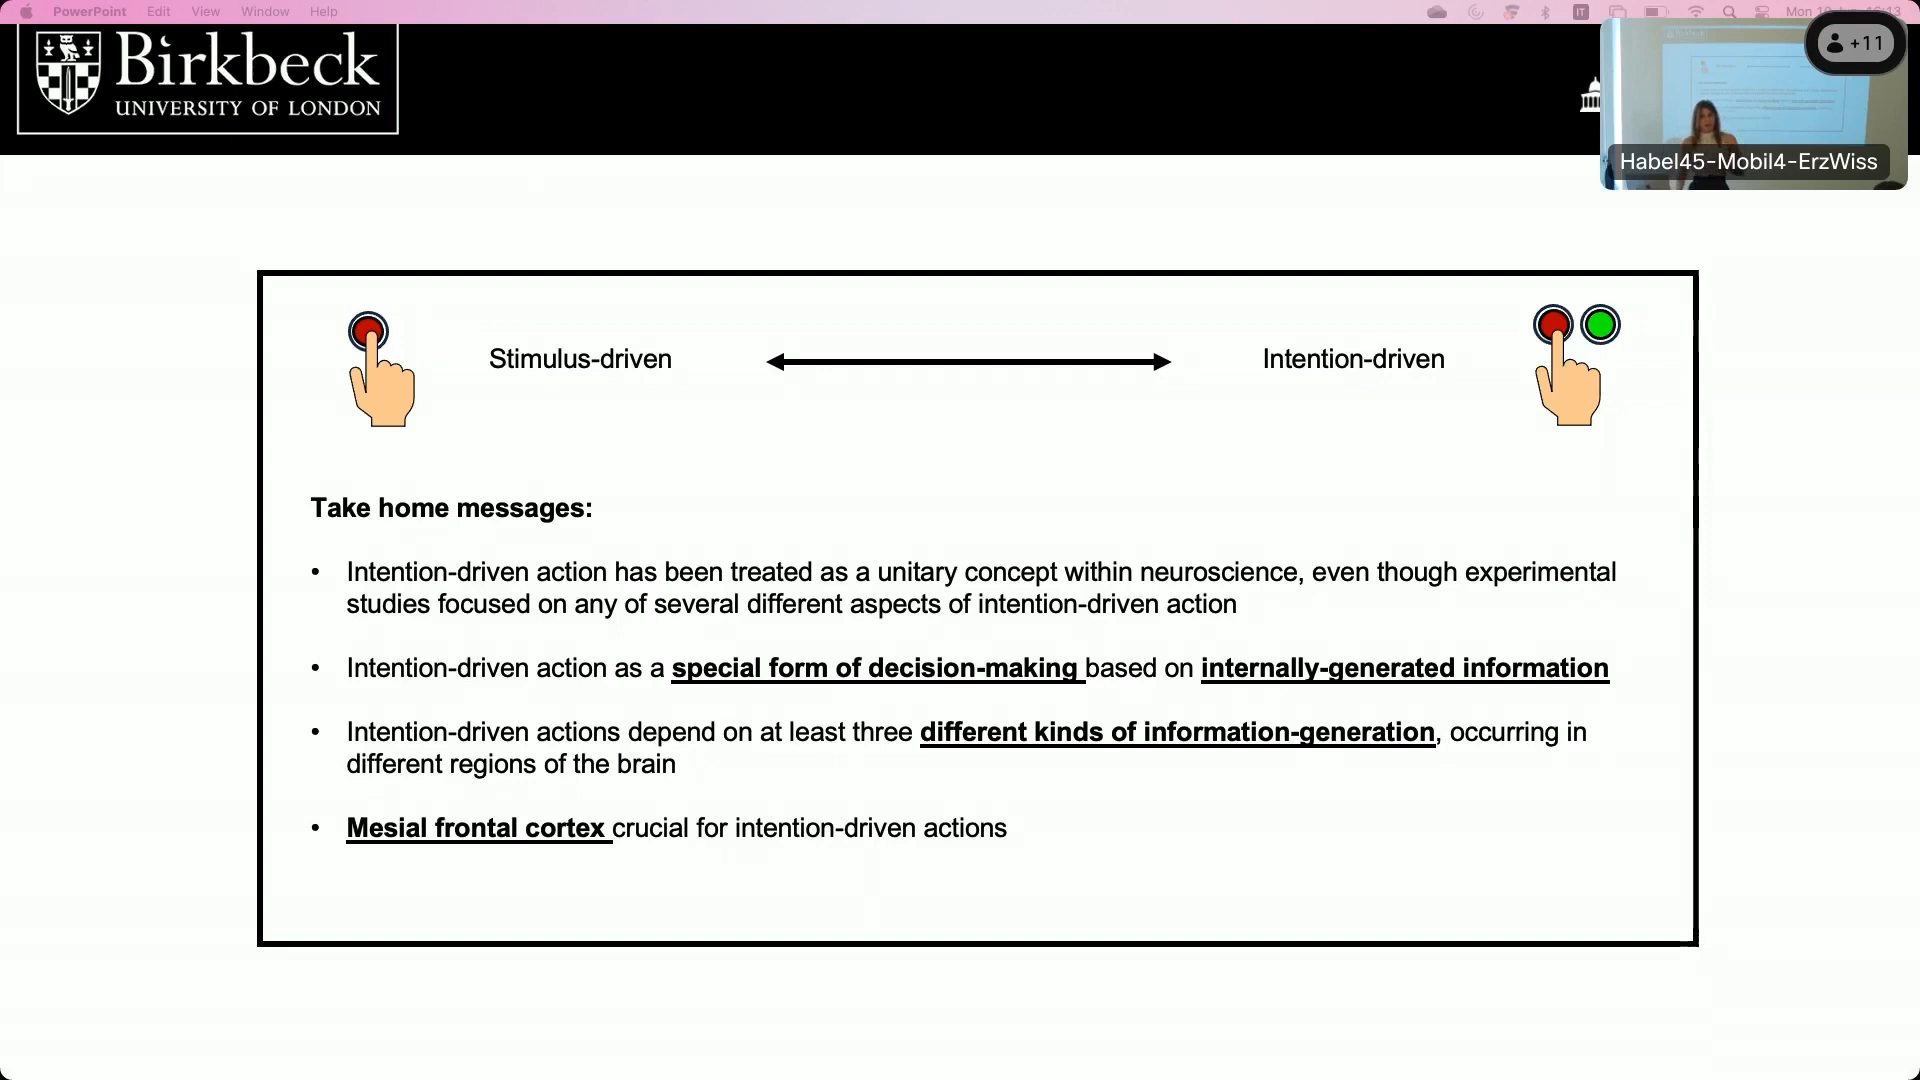 PowerPoint Edit View Window Help
IT
+11
Birkbeck
UNIVERSITY OF LONDON
Habel45-Mobil4-ErzWiss
Stimulus-driven
Intention-driven
Take home messages:
• Intention-driven action has been treated as a unitary concept within neuroscience, even though experimental
studies focused on any of several different aspects of intention-driven action
• Intention-driven action as a special form of decision-making based on internally-generated information
• Intention-driven actions depend on at least three different kinds of information-generation, occurring in
different regions of the brain
• Mesial frontal cortex crucial for intention-driven actions